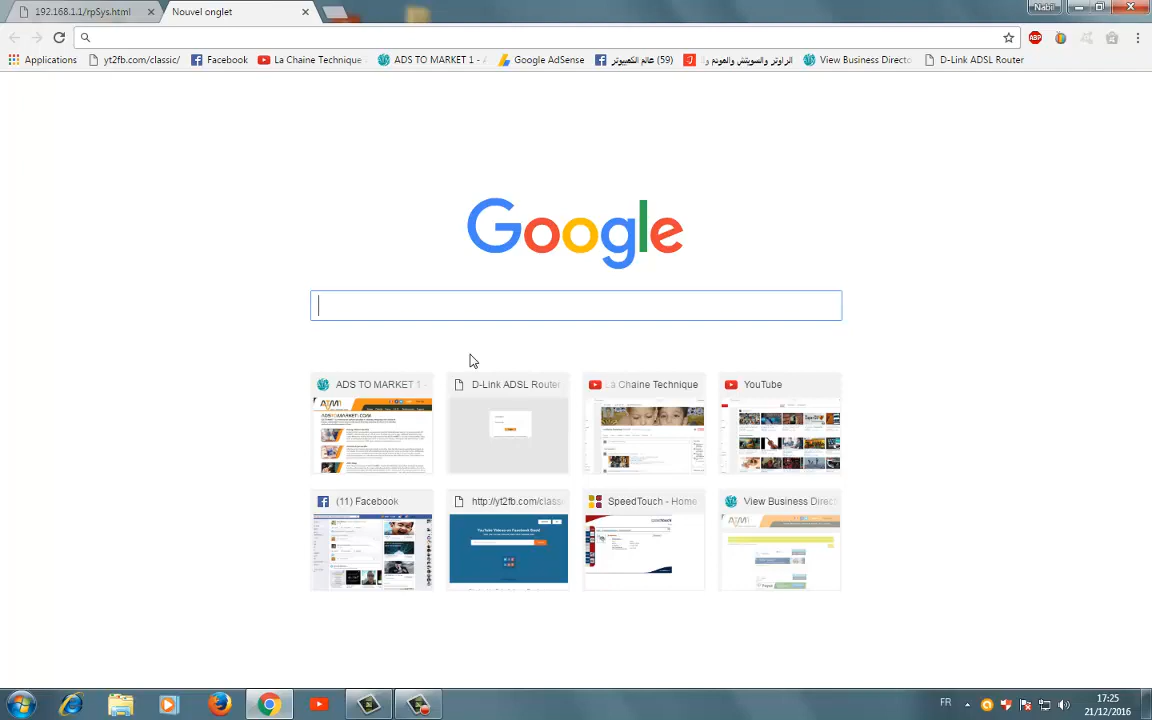 192.168.1.1/rpSys.html
Nouvel onglet
Nabil
Applications
yt2fb.com/classic/
Facebook
La Chaine Technique
ADS TO MARKET 1 -
Google AdSense
(59) عالم الكمبيوتر
الراوتر والسويتش والمودم
View Business Directo
D-Link ADSL Router
Google
ADS TO MARKET 1 -
D-Link ADSL Router
La Chaine Technique
YouTube
(11) Facebook
http://yt2fb.com/classi
SpeedTouch - Home
View Business Direct
FR
17:25
21/12/2016